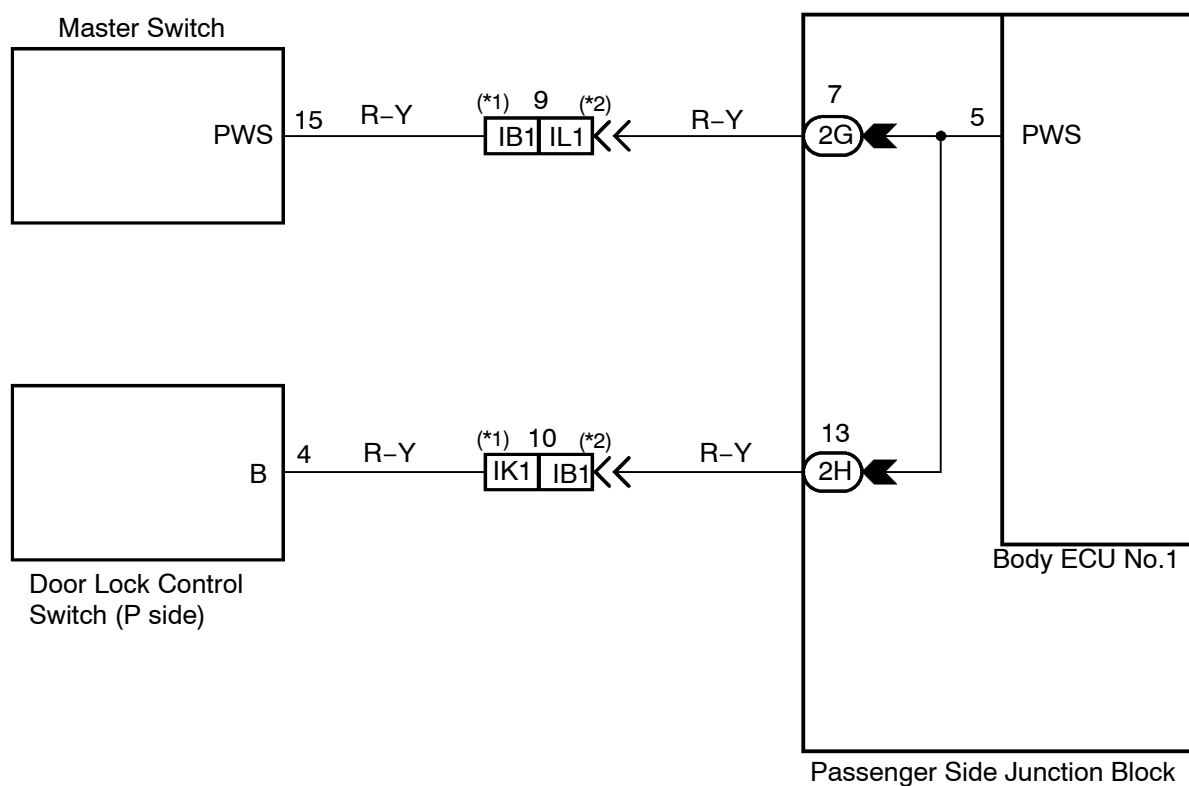 Master Switch
PWS 15 R–Y (*1) 9 (*2) R–Y 7 5 PWS
IB1 IL1 2G
B 4 R–Y (*1) 10 (*2) R–Y 13
IK1 IB1 2H
Door Lock Control
Switch (P side)
Body ECU No.1
Passenger Side Junction Block